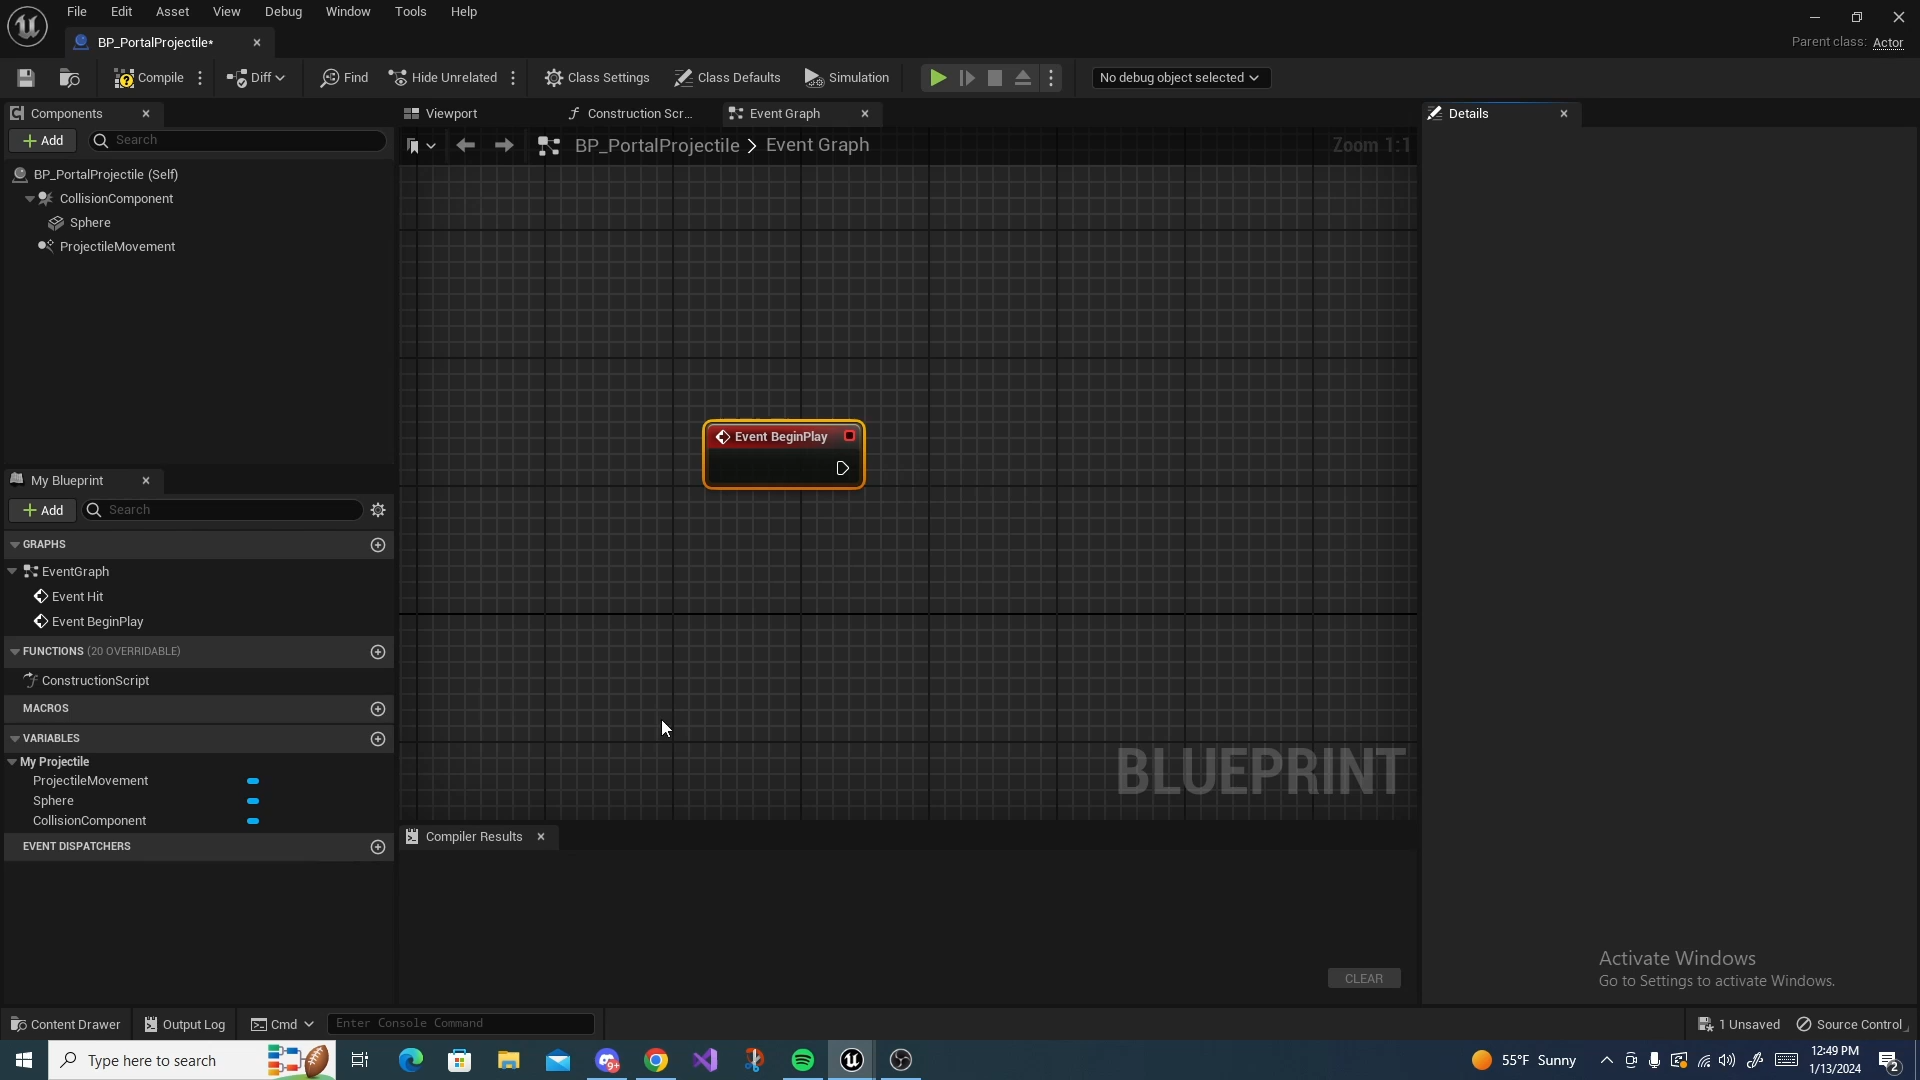 File Edit Asset View Debug Window Tools Help
BP_PortalProjectile*
Parent class: Actor
Compile Diff Find Hide Unrelated Class Settings Class Defaults Simulation No debug object selected
Components
Viewport Construction Scr... Event Graph
Details
Add Search
BP_PortalProjectile > Event Graph
Zoom 1:1
BP_PortalProjectile (Self)
CollisionComponent
Sphere
ProjectileMovement
Event BeginPlay
My Blueprint
Add Search
GRAPHS
EventGraph
Event Hit
Event BeginPlay
FUNCTIONS (20 OVERRIDABLE)
ConstructionScript
MACROS
VARIABLES
My Projectile
ProjectileMovement
Sphere
CollisionComponent
EVENT DISPATCHERS
BLUEPRINT
Compiler Results
CLEAR
Activate Windows
Go to Settings to activate Windows.
Content Drawer Output Log Cmd Enter Console Command 1 Unsaved Source Control
Type here to search
55°F Sunny
12:49 PM
1/13/2024
2